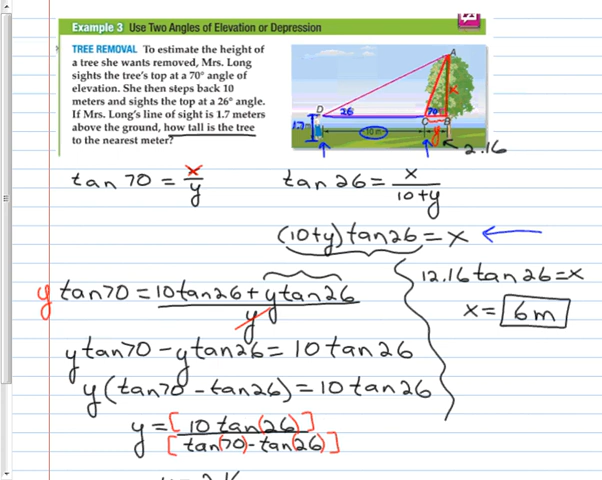 Example 3 Use Two Angles of Elevation or Depression
TREE REMOVAL To estimate the height of
a tree she wants removed, Mrs. Long
sights the tree's top at a 70° angle of
elevation. She then steps back 10
meters and sights the top at a 26° angle.
If Mrs. Long's line of sight is 1.7 meters
above the ground, how tall is the tree
to the nearest meter?
A
x
D 26 70
C B
1.7m 10 m y
2.16
tan 70 = x/y
tan 26 = x/(10+y)
(10+y) tan 26 = x
y tan 70 = 10 tan 26 + y tan 26
y
12.16 tan 26 = x
x = 6 m
y tan 70 - y tan 26 = 10 tan 26
y (tan 70 - tan 26) = 10 tan 26
y = [10 tan(26)]/[tan(70) - tan(26)]